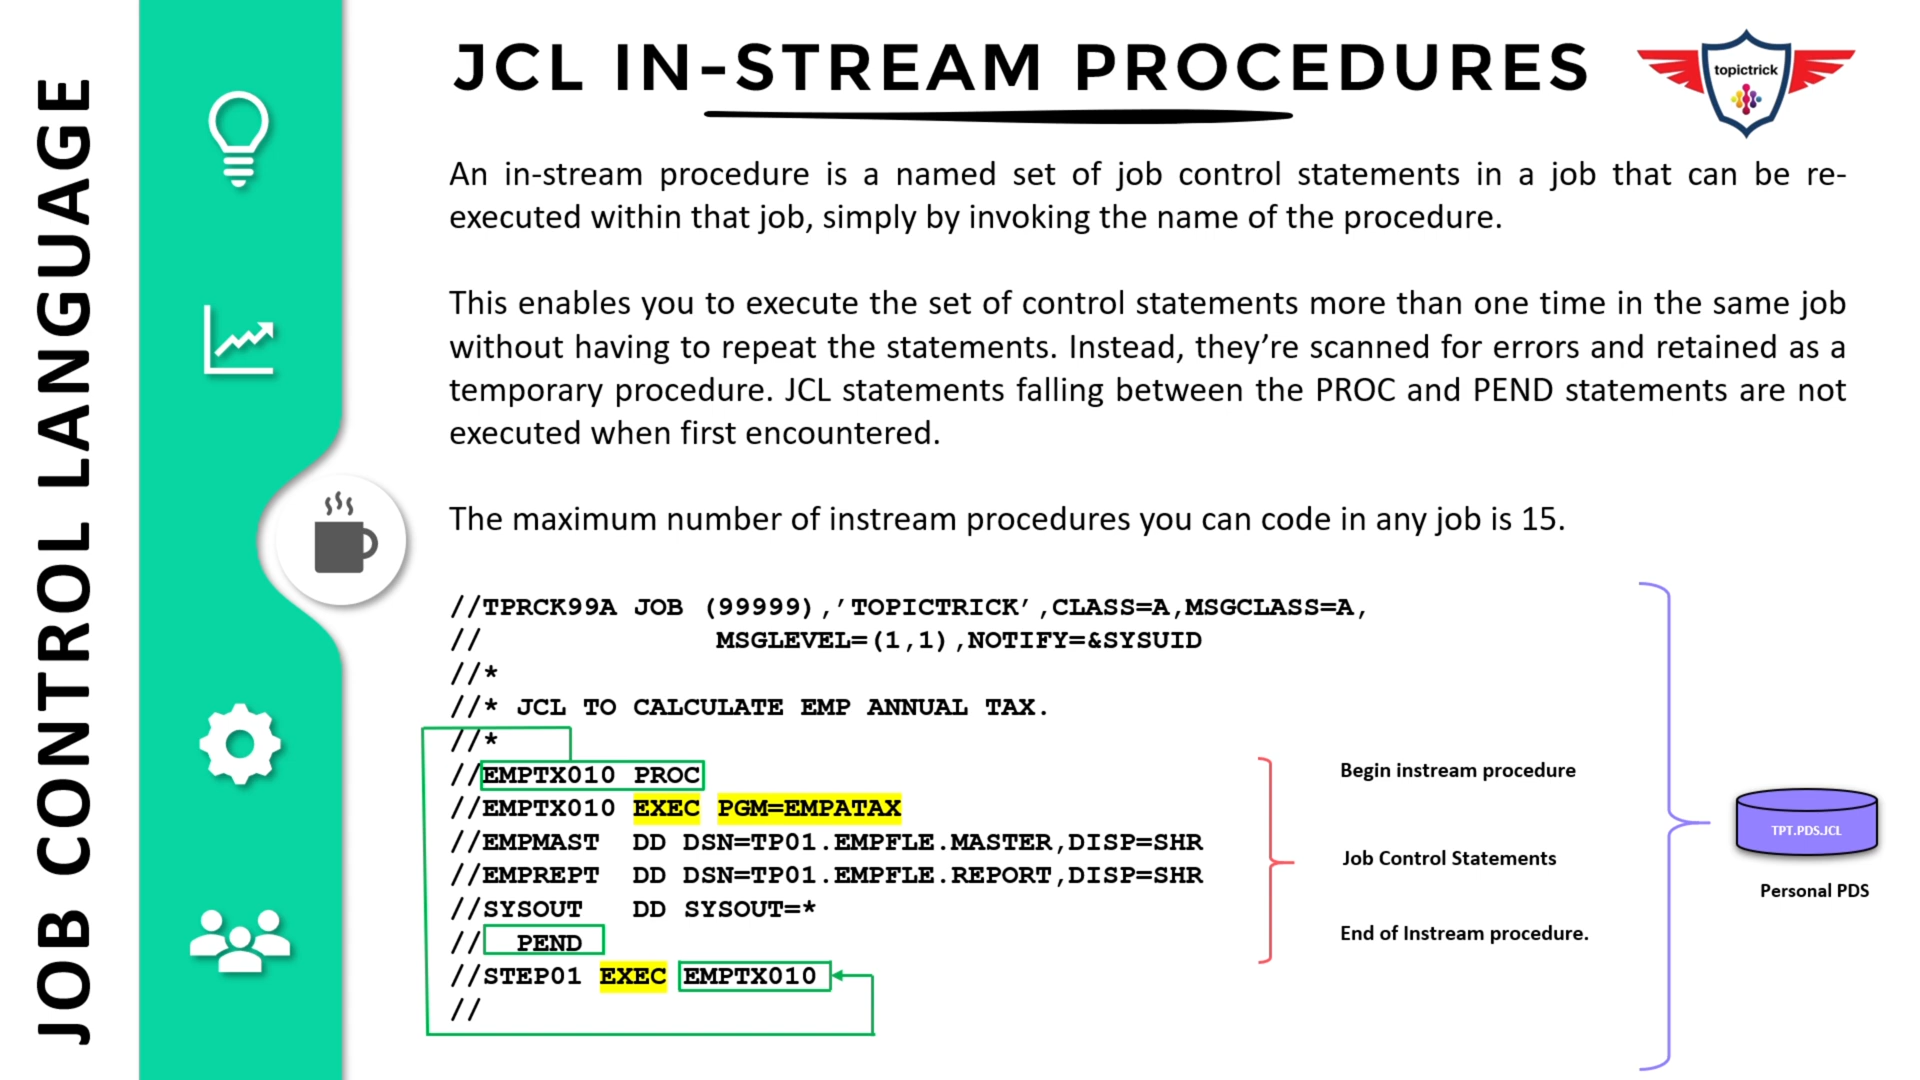 JOB CONTROL LANGUAGE
JCL IN-STREAM PROCEDURES
topictrick
An in-stream procedure is a named set of job control statements in a job that can be re-
executed within that job, simply by invoking the name of the procedure.
This enables you to execute the set of control statements more than one time in the same job
without having to repeat the statements. Instead, they’re scanned for errors and retained as a
temporary procedure. JCL statements falling between the PROC and PEND statements are not
executed when first encountered.
The maximum number of instream procedures you can code in any job is 15.
//TPRCK99A JOB (99999),’TOPICTRICK’,CLASS=A,MSGCLASS=A,
//              MSGLEVEL=(1,1),NOTIFY=&SYSUID
//*
//* JCL TO CALCULATE EMP ANNUAL TAX.
//*
//EMPTX010 PROC
//EMPTX010 EXEC PGM=EMPATAX
//EMPMAST  DD DSN=TP01.EMPFLE.MASTER,DISP=SHR
//EMPREPT  DD DSN=TP01.EMPFLE.REPORT,DISP=SHR
//SYSOUT   DD SYSOUT=*
//  PEND
//STEP01 EXEC EMPTX010
//
Begin instream procedure
Job Control Statements
End of Instream procedure.
TPT.PDS.JCL
Personal PDS